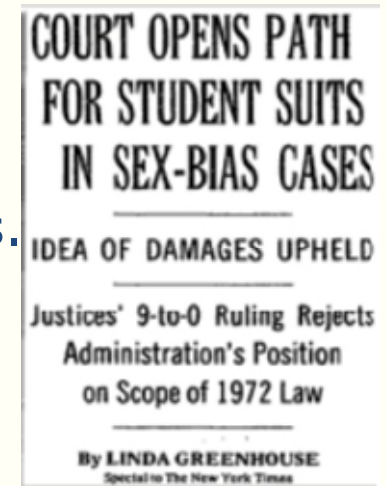 COURT OPENS PATH
FOR STUDENT SUITS
IN SEX-BIAS CASES
s.
IDEA OF DAMAGES UPHELD
Justices' 9-to-0 Ruling Rejects
Administration's Position
on Scope of 1972 Law
By LINDA GREENHOUSE
Special to The New York Times